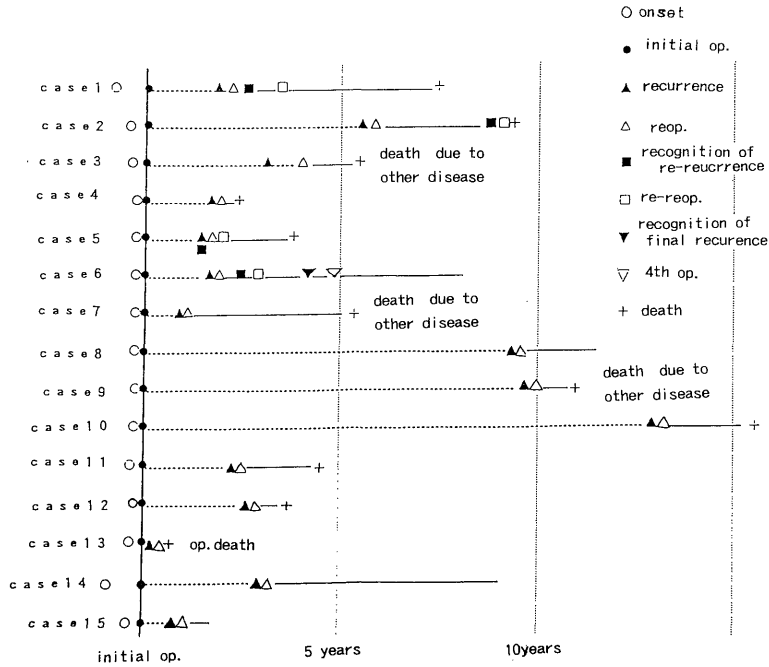 onset
initial op.
recurrence
reop.
recognition of
re-reucrrence
re-reop.
recognition of
final recurence
4th op.
death
case1
case2
case3
death due to
other disease
case4
case5
case6
case7
death due to
other disease
case8
case9
death due to
other disease
case10
case11
case12
case13
op.death
case14
case15
initial op.
5 years
10years